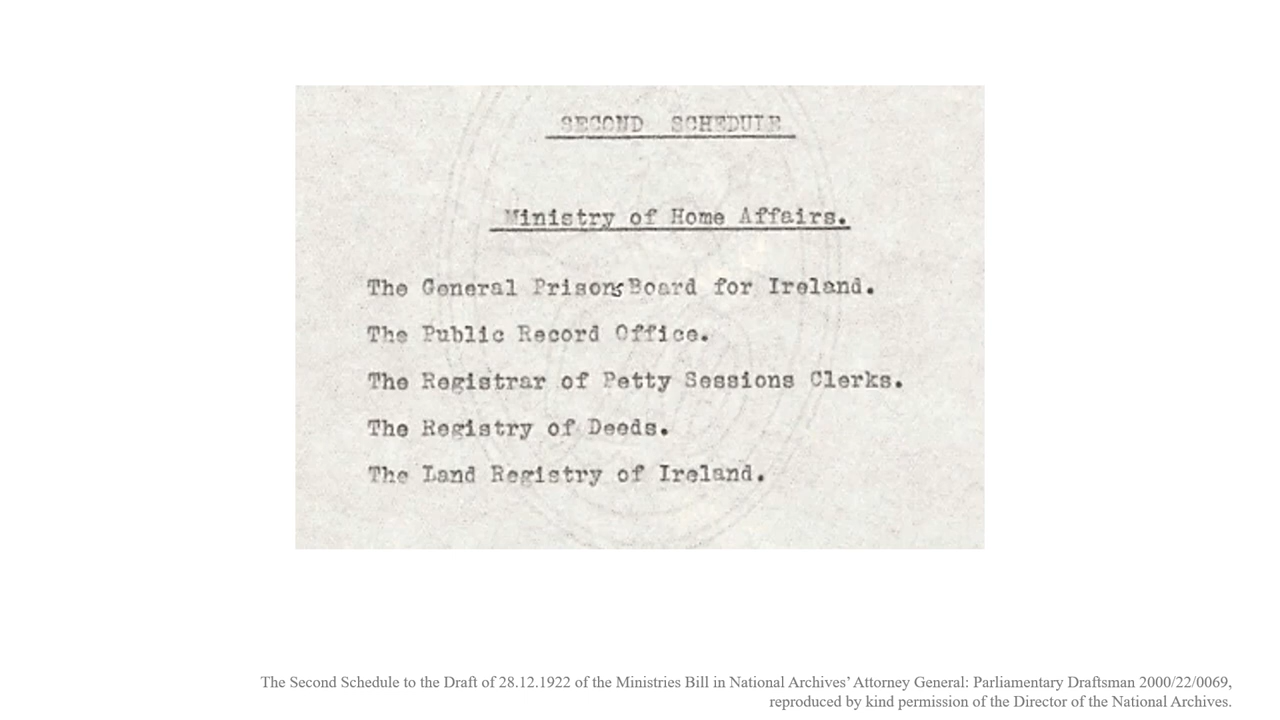 SECOND SCHEDULE
Ministry of Home Affairs.
The General Prisons Board for Ireland.
The Public Record Office.
The Registrar of Petty Sessions Clerks.
The Registry of Deeds.
The Land Registry of Ireland.
The Second Schedule to the Draft of 28.12.1922 of the Ministries Bill in National Archives’ Attorney General: Parliamentary Draftsman 2000/22/0069,
reproduced by kind permission of the Director of the National Archives.